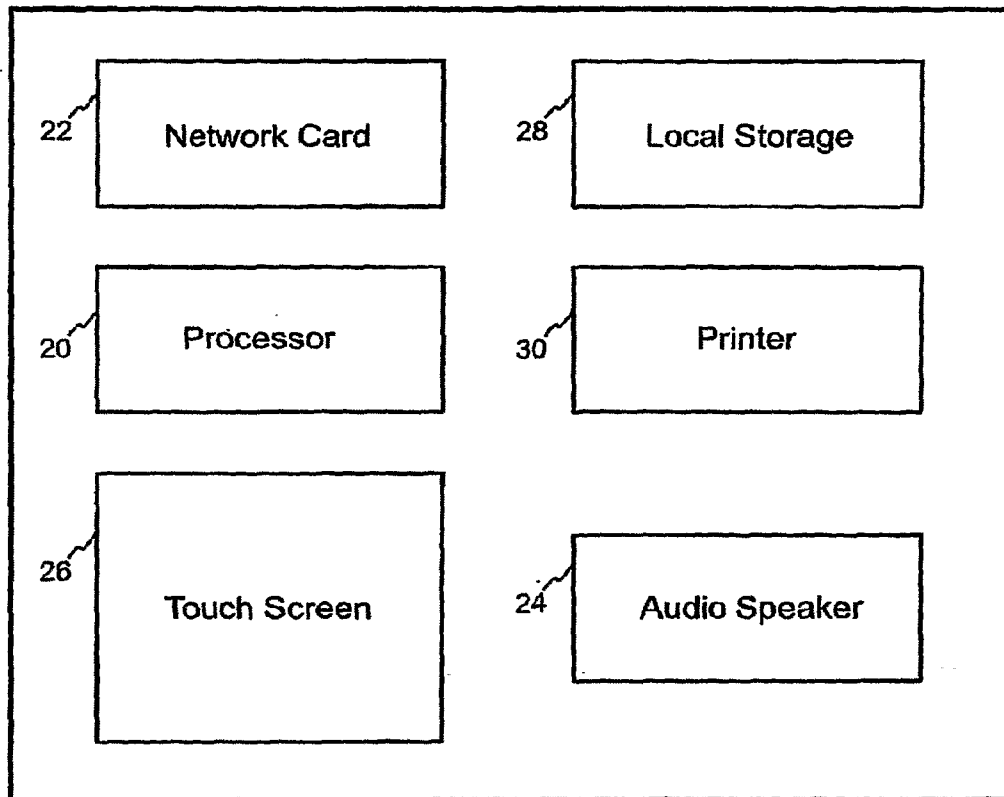 22 Network Card
28 Local Storage
20 Processor
30 Printer
26 Touch Screen
24 Audio Speaker